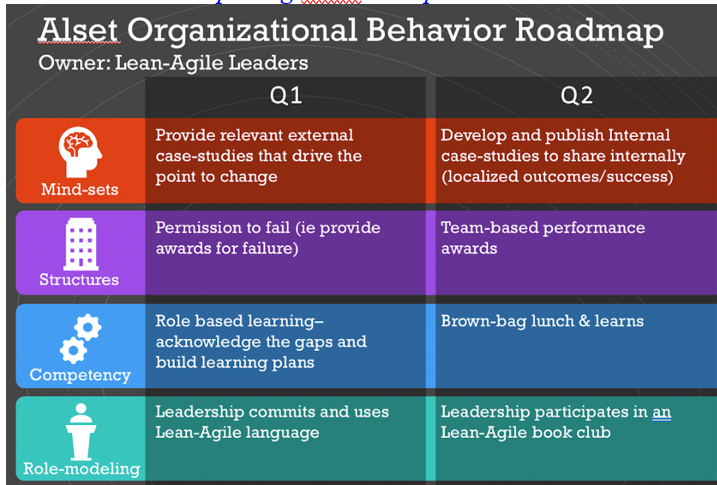 Alset Organizational Behavior Roadmap
Owner: Lean-Agile Leaders
Q1
Q2
Mind-sets
Provide relevant external
case-studies that drive the
point to change
Develop and publish Internal
case-studies to share internally
(localized outcomes/success)
Structures
Permission to fail (ie provide
awards for failure)
Team-based performance
awards
Competency
Role based learning–
acknowledge the gaps and
build learning plans
Brown-bag lunch & learns
Role-modeling
Leadership commits and uses
Lean-Agile language
Leadership participates in an
Lean-Agile book club